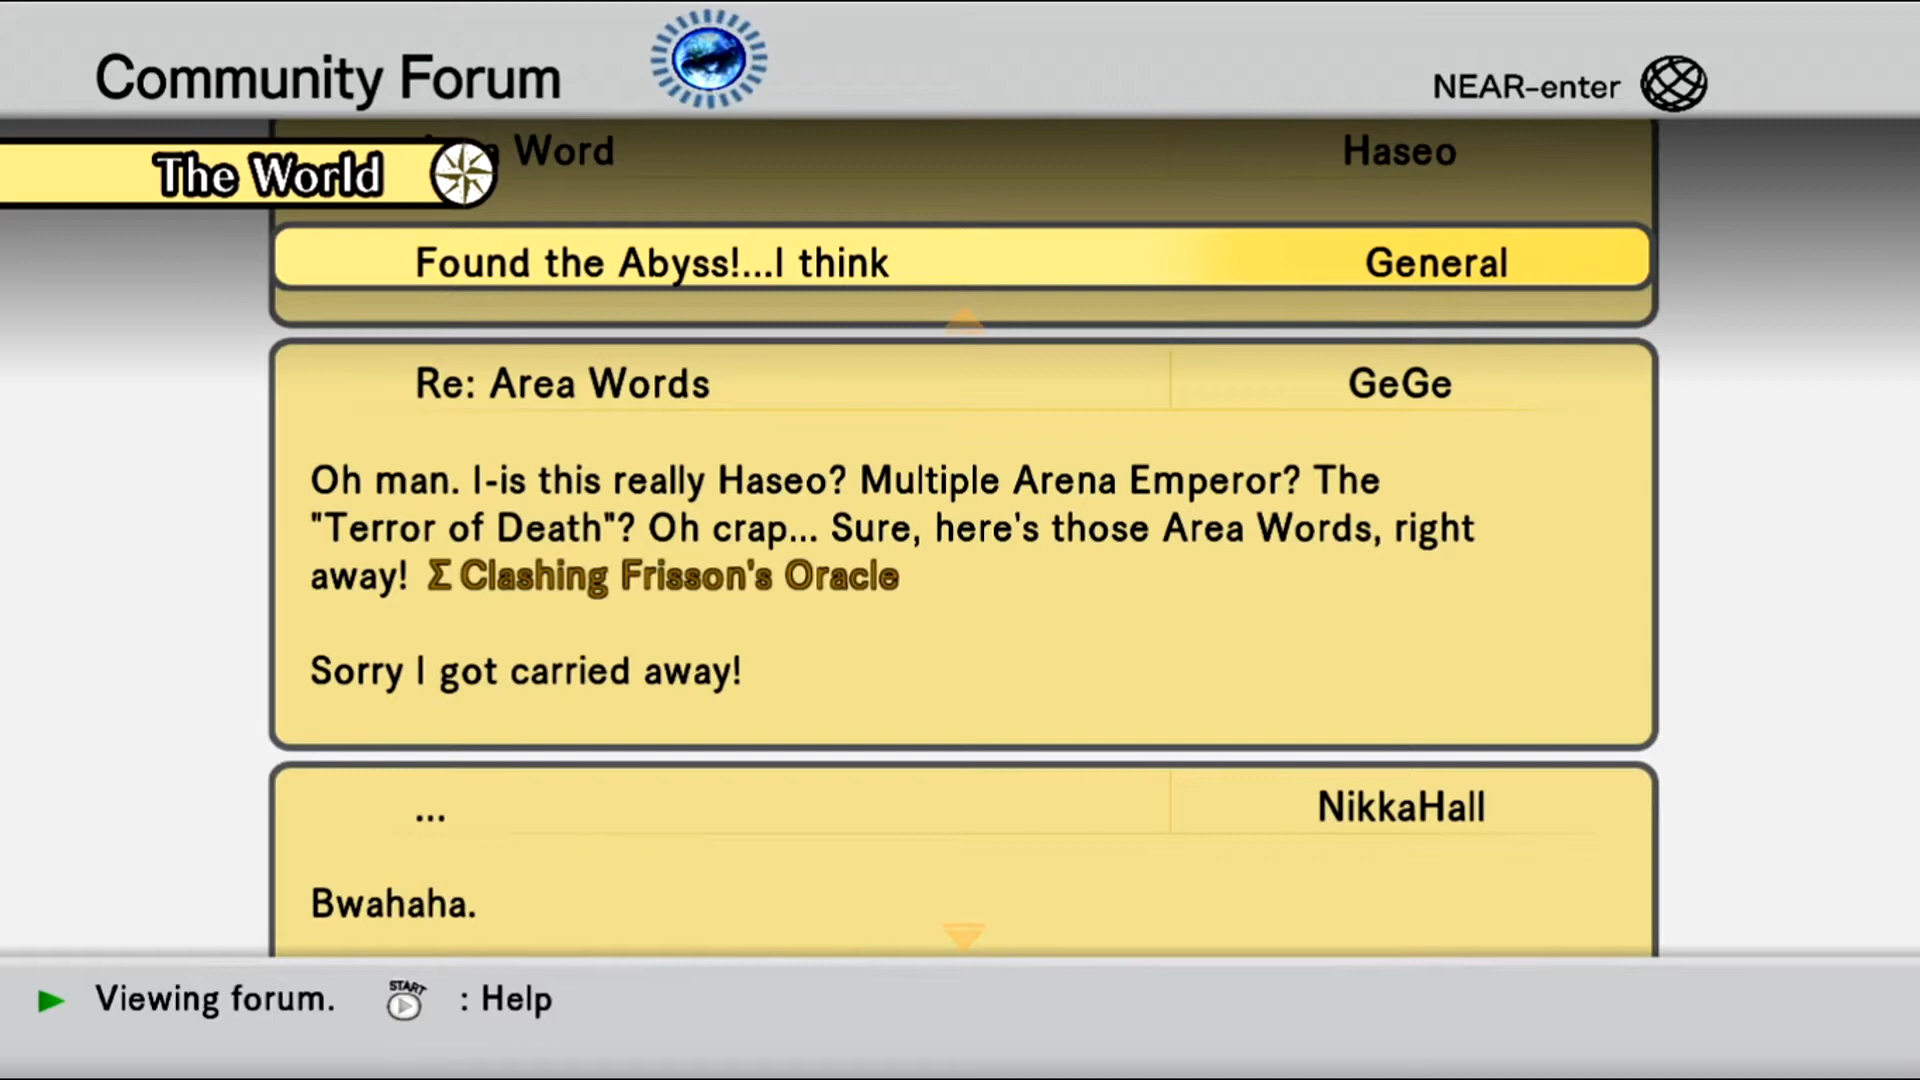 Community Forum
NEAR-enter
The World
Word
Haseo
Found the Abyss!...I think
General
Re: Area Words
GeGe
Oh man. I-is this really Haseo? Multiple Arena Emperor? The
"Terror of Death"? Oh crap... Sure, here's those Area Words, right
away! Σ Clashing Frisson's Oracle
Sorry I got carried away!
...
NikkaHall
Bwahaha.
Viewing forum.
START
: Help